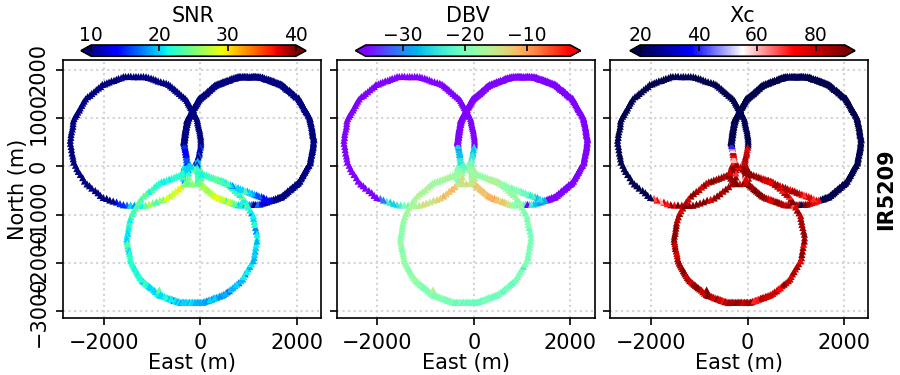 SNR DBV Xc
10 20 30 40 −30 −20 −10 20 40 60 80
North (m)
2000
1000
0
−1000
−2000
−3000
IR5209
−2000 0 2000 −2000 0 2000 −2000 0 2000
East (m) East (m) East (m)